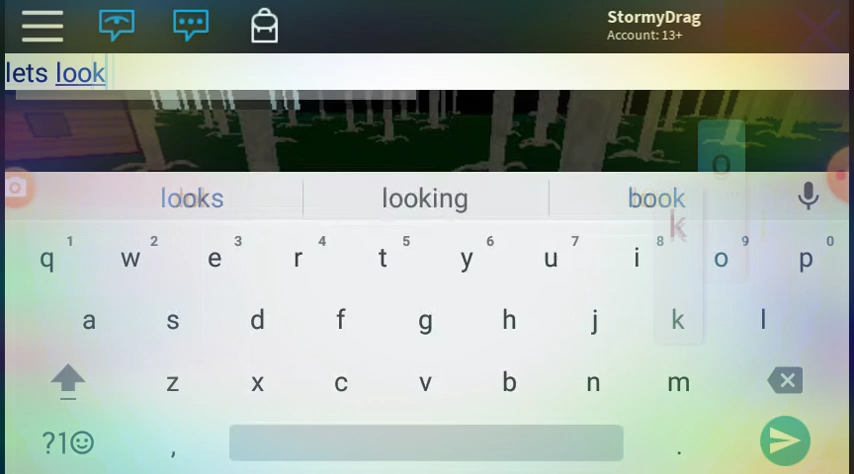 StormyDrag
Account: 13+
lets look
looks looking book
1 2 3 4 5 6 7 8 9 0
q w e r t y u i o p
a s d f g h j k l
z x c v b n m
?1☺ , .